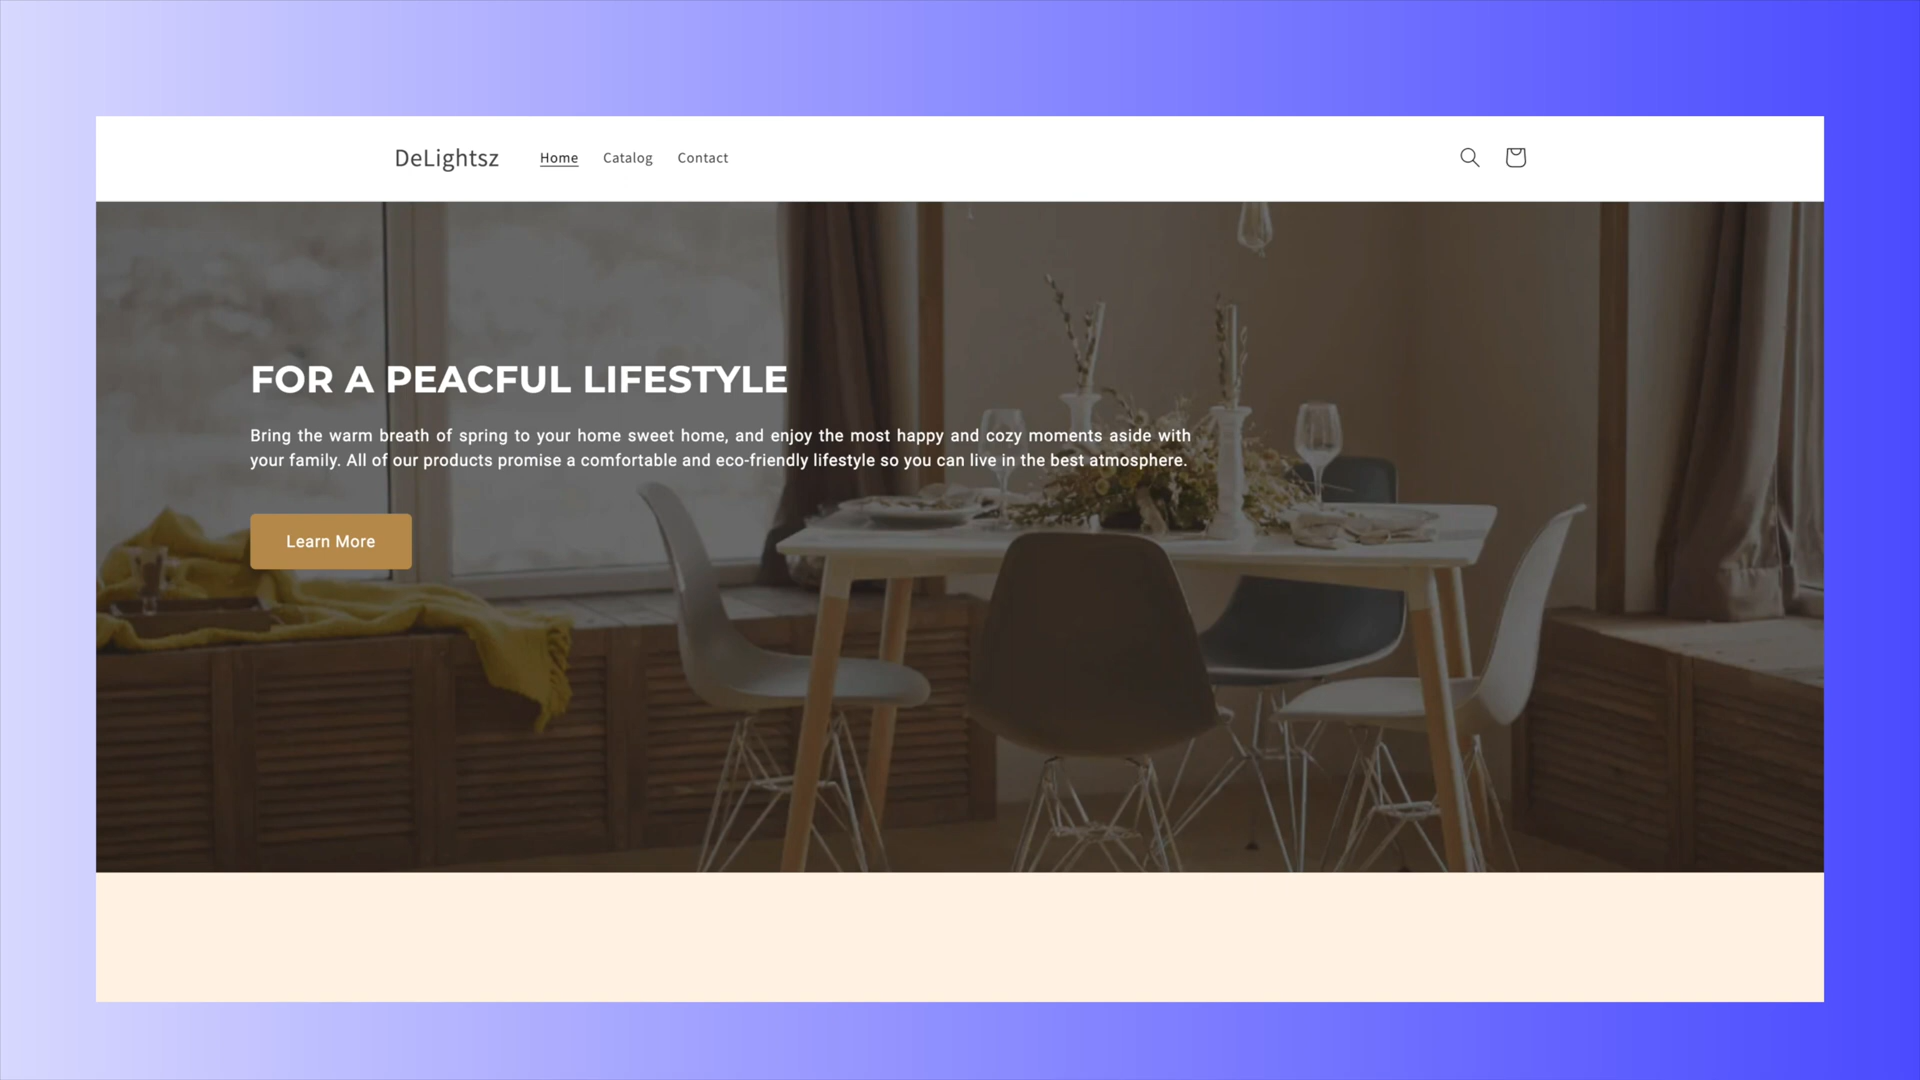 DeLightsz
Home
Catalog
Contact
FOR A PEACFUL LIFESTYLE
Bring the warm breath of spring to your home sweet home, and enjoy the most happy and cozy moments aside with
your family. All of our products promise a comfortable and eco-friendly lifestyle so you can live in the best atmosphere.
Learn More